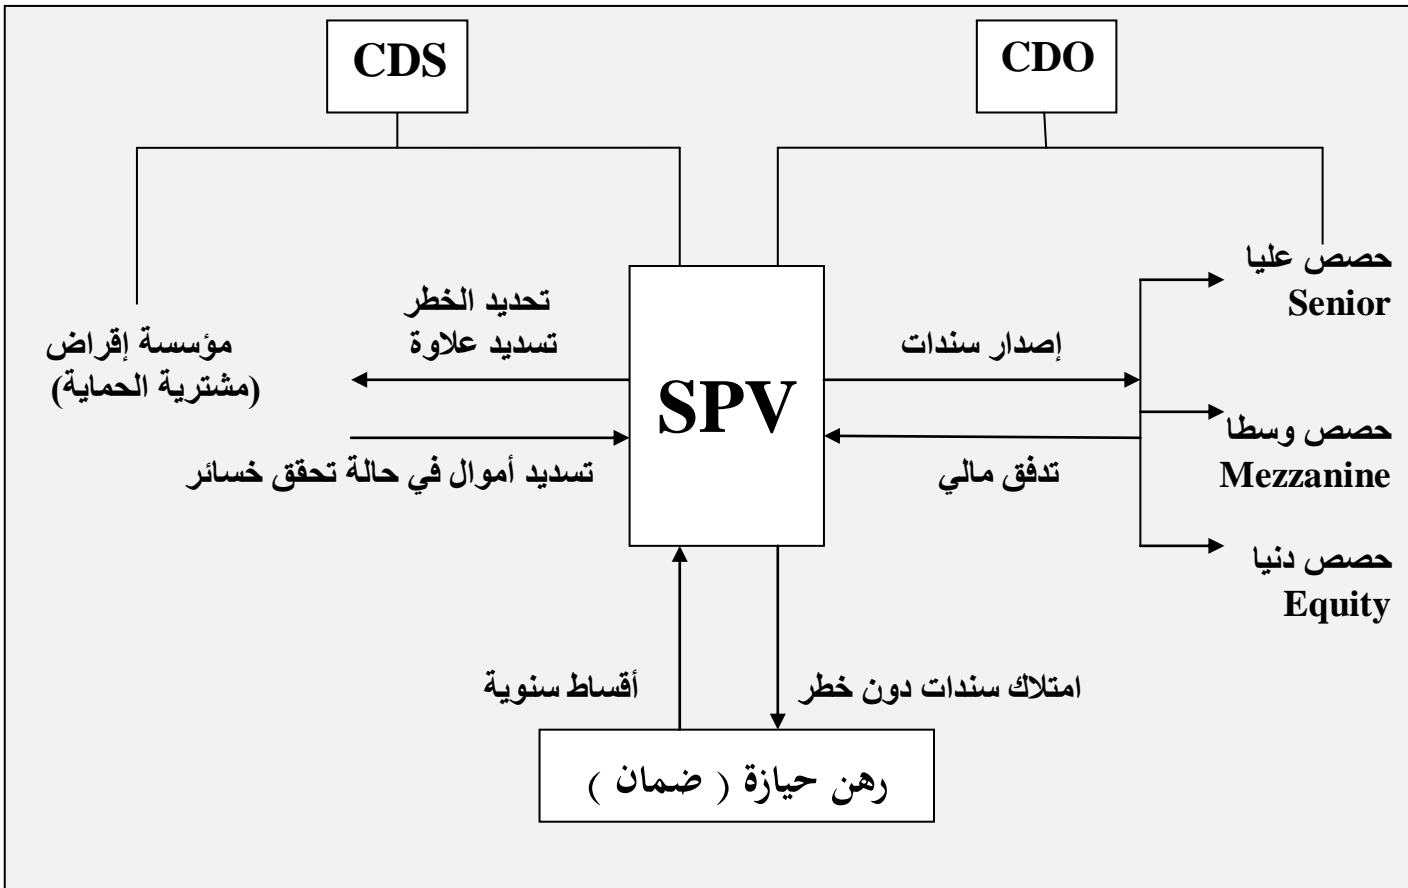 CDS
CDO
حصص عليا
Senior
تحديد الخطر
تسديد علاوة
إصدار سندات
مؤسسة إقراض
(مشترية الحماية)
SPV
حصص وسطا
Mezzanine
تسديد أموال في حالة تحقق خسائر
تدفق مالي
حصص دنيا
Equity
أقساط سنوية
امتلاك سندات دون خطر
رهن حيازة ( ضمان )